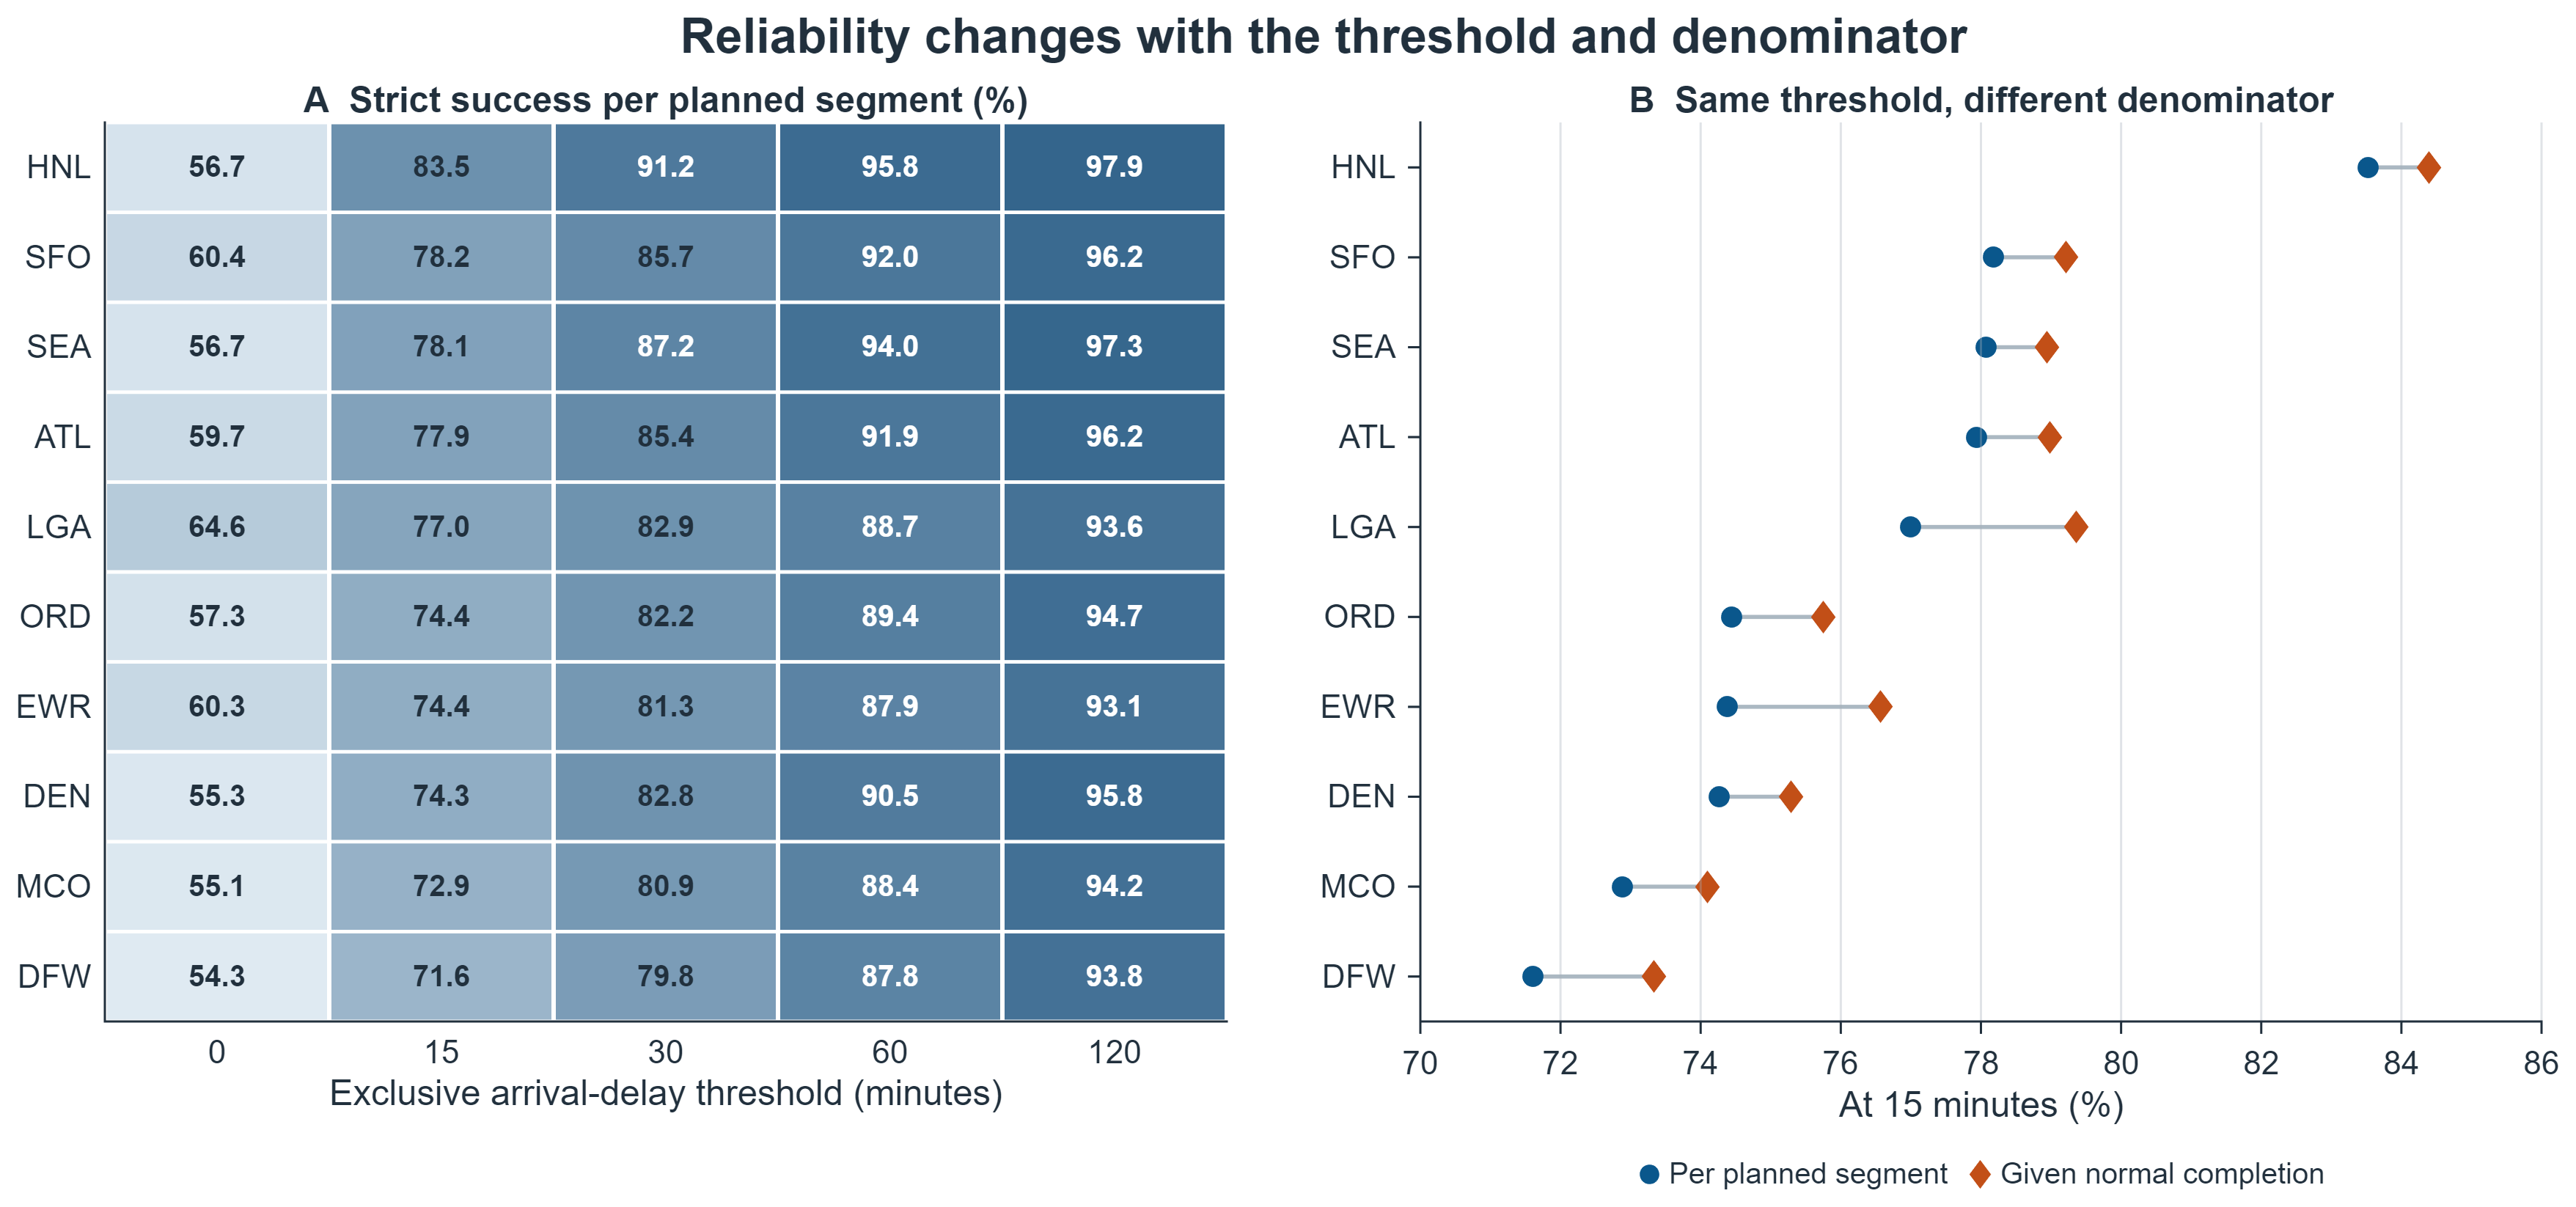 Reliability changes with the threshold and denominator
A Strict success per planned segment (%)
HNL 56.7 83.5 91.2 95.8 97.9
SFO 60.4 78.2 85.7 92.0 96.2
SEA 56.7 78.1 87.2 94.0 97.3
ATL 59.7 77.9 85.4 91.9 96.2
LGA 64.6 77.0 82.9 88.7 93.6
ORD 57.3 74.4 82.2 89.4 94.7
EWR 60.3 74.4 81.3 87.9 93.1
DEN 55.3 74.3 82.8 90.5 95.8
MCO 55.1 72.9 80.9 88.4 94.2
DFW 54.3 71.6 79.8 87.8 93.8
0 15 30 60 120
Exclusive arrival-delay threshold (minutes)
B Same threshold, different denominator
HNL
SFO
SEA
ATL
LGA
ORD
EWR
DEN
MCO
DFW
70 72 74 76 78 80 82 84 86
At 15 minutes (%)
Per planned segment Given normal completion